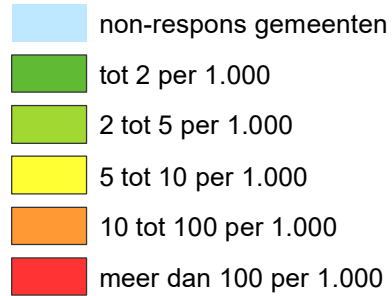 non-respons gemeenten
tot 2 per 1.000
2 tot 5 per 1.000
5 tot 10 per 1.000
10 tot 100 per 1.000
meer dan 100 per 1.000